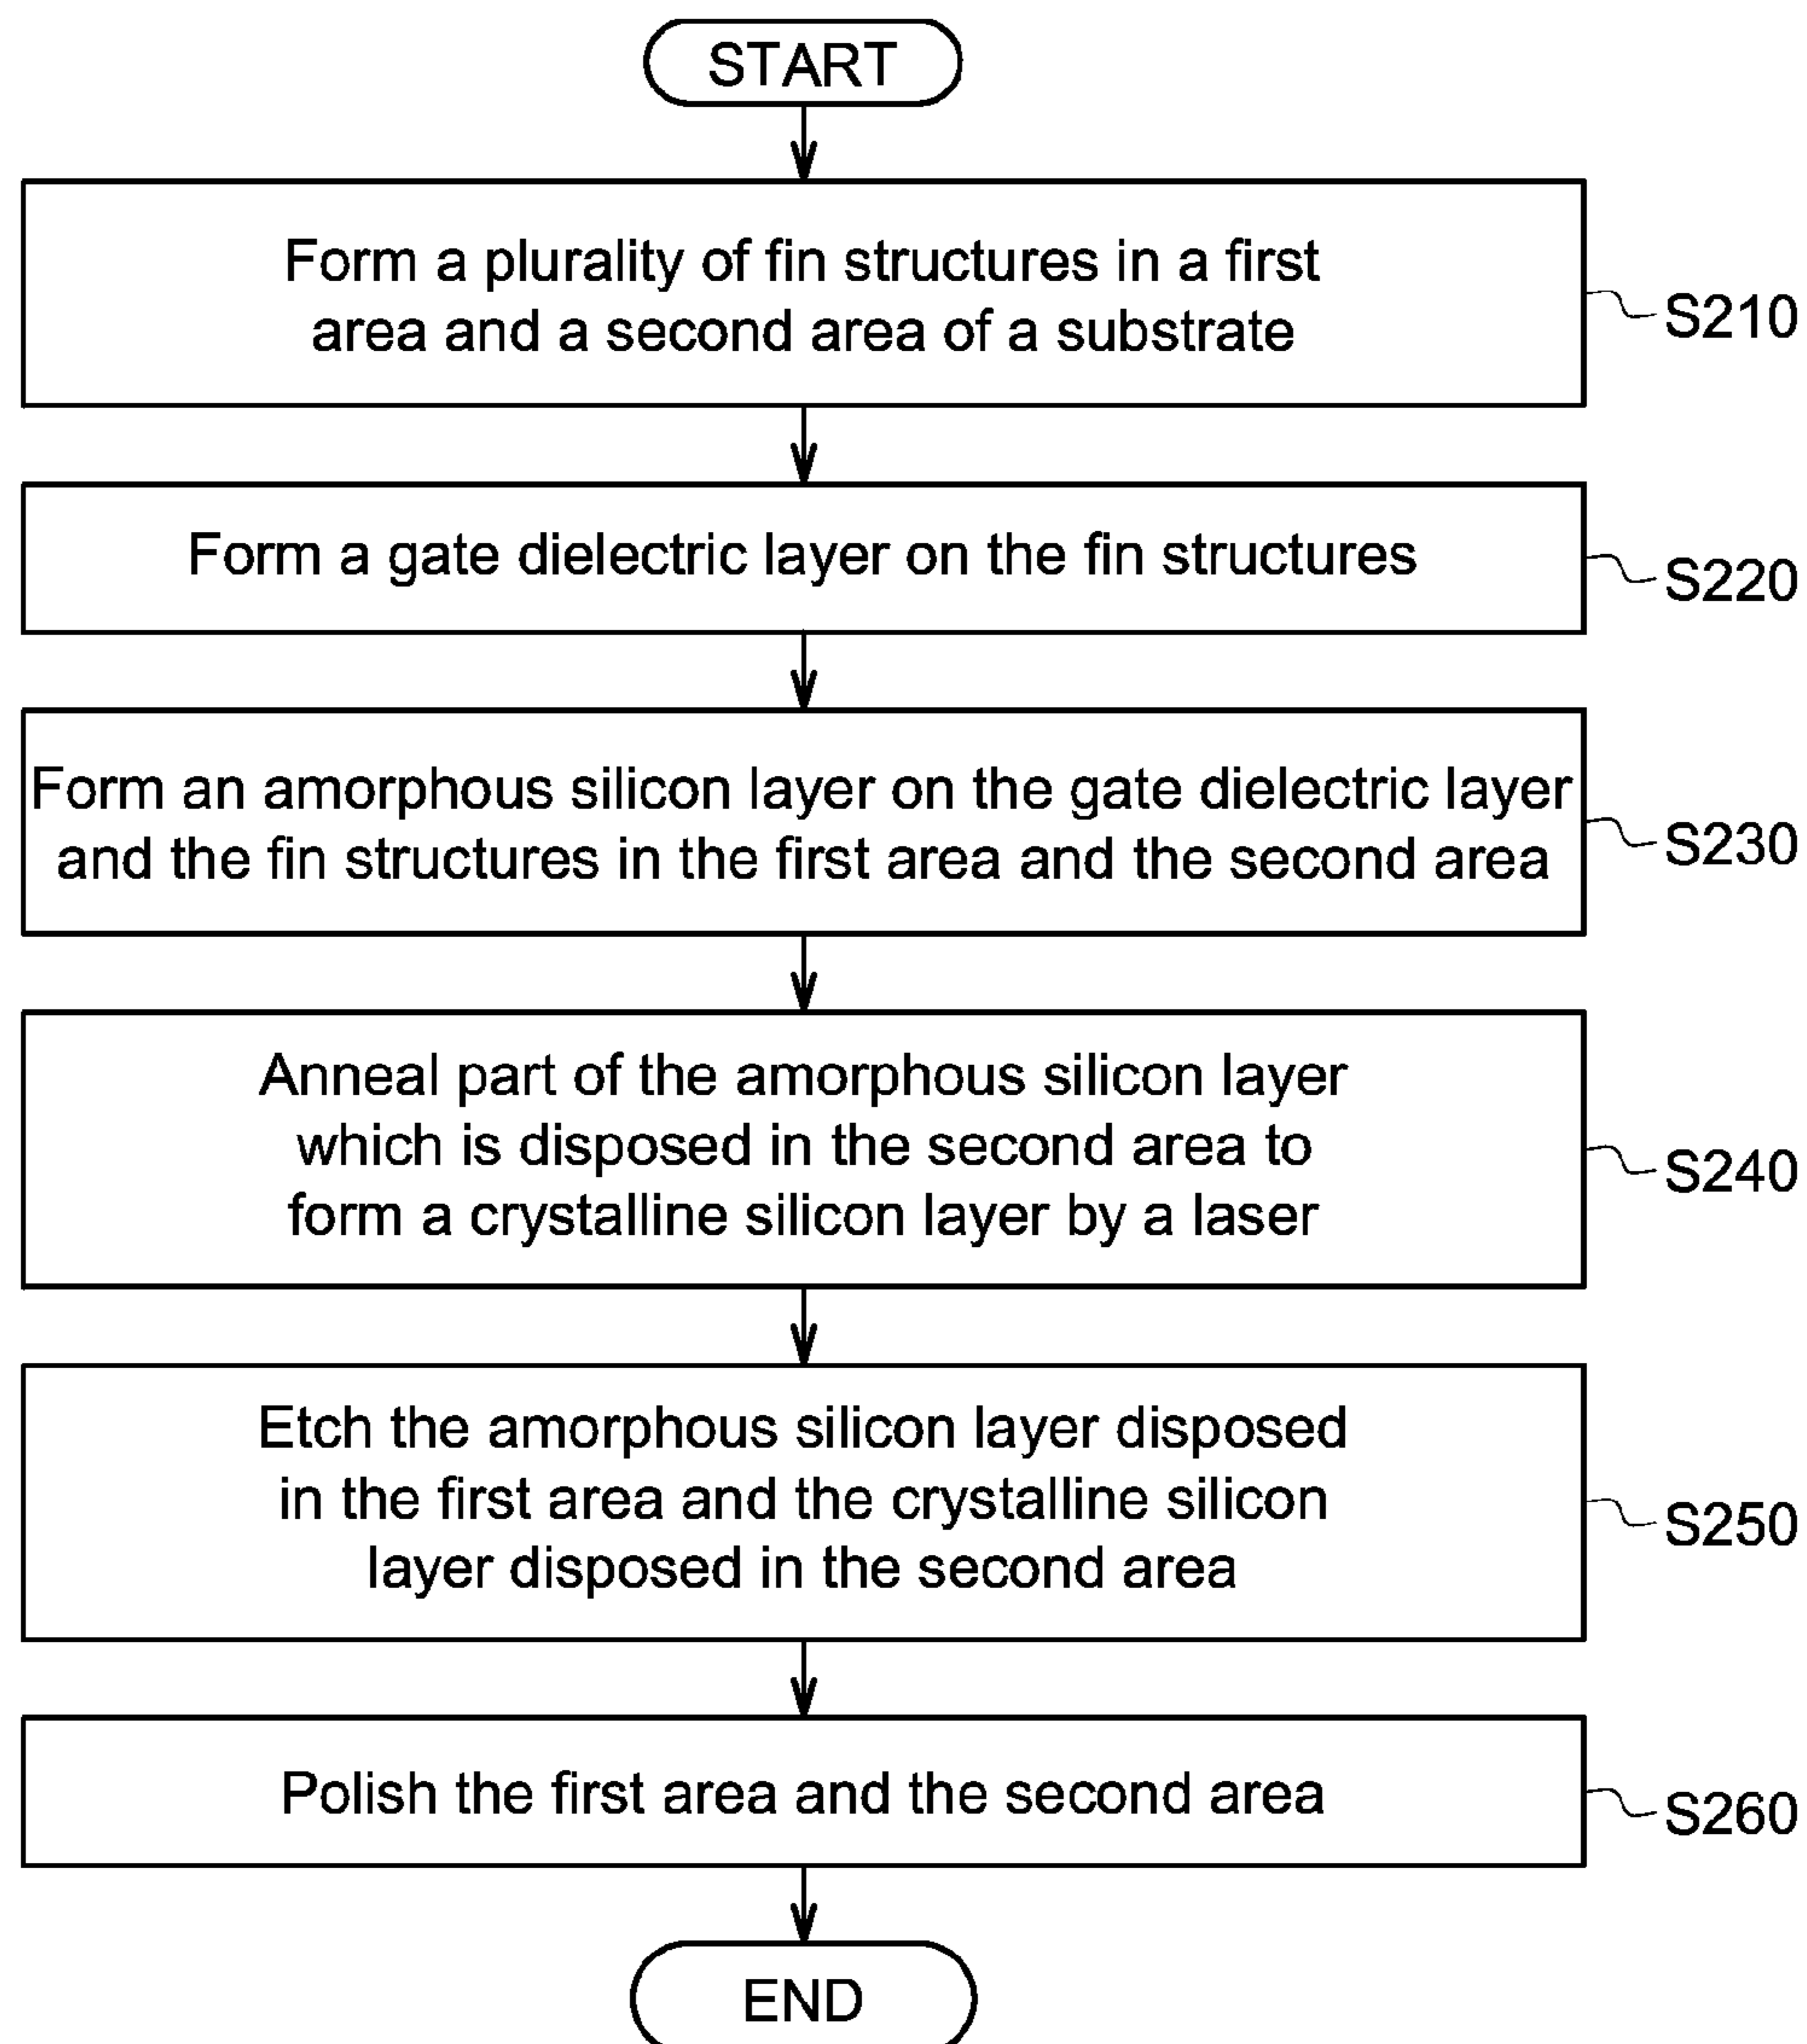 START
Form a plurality of fin structures in a first
area and a second area of a substrate
S210
Form a gate dielectric layer on the fin structures
S220
Form an amorphous silicon layer on the gate dielectric layer
and the fin structures in the first area and the second area
S230
Anneal part of the amorphous silicon layer
which is disposed in the second area to
form a crystalline silicon layer by a laser
S240
Etch the amorphous silicon layer disposed
in the first area and the crystalline silicon
layer disposed in the second area
S250
Polish the first area and the second area
S260
END